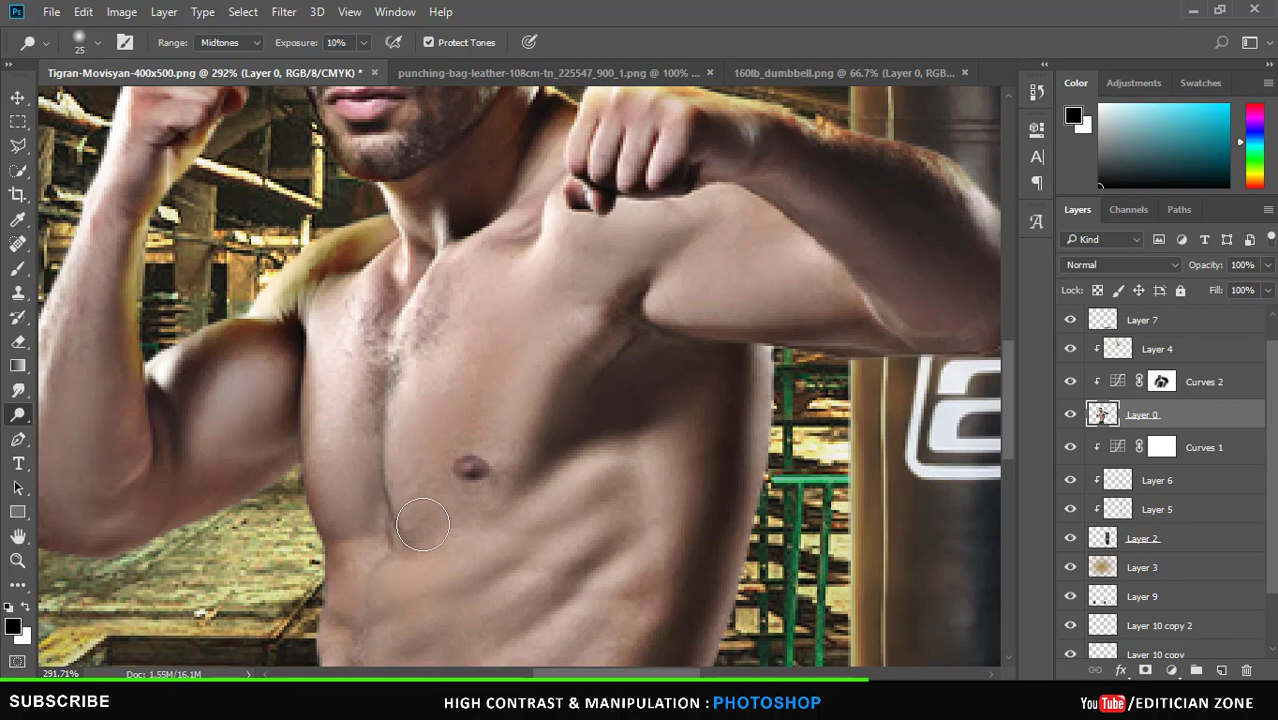 Ps File Edit Image Layer Type Select Filter 3D View Window Help
25 Range: Midtones Exposure: 10% Protect Tones
Tigran-Movisyan-400x500.png @ 292% (Layer 0, RGB/8/CMYK) * × punching-bag-leather-108cm-tn_225547_900_1.png @ 100% ... × 160lb_dumbbell.png @ 66.7% (Layer 0, RGB... ×
Color Adjustments Swatches
Layers Channels Paths
Kind
Normal Opacity: 100%
Lock: Fill: 100%
Layer 7
Layer 4
Curves 2
Layer 0
Curves 1
Layer 6
Layer 5
Layer 2
Layer 3
Layer 9
Layer 10 copy 2
Layer 10 copy
291.71% Doc: 1.55M/16.1M
SUBSCRIBE HIGH CONTRAST & MANIPULATION : PHOTOSHOP YouTube/EDITICIAN ZONE